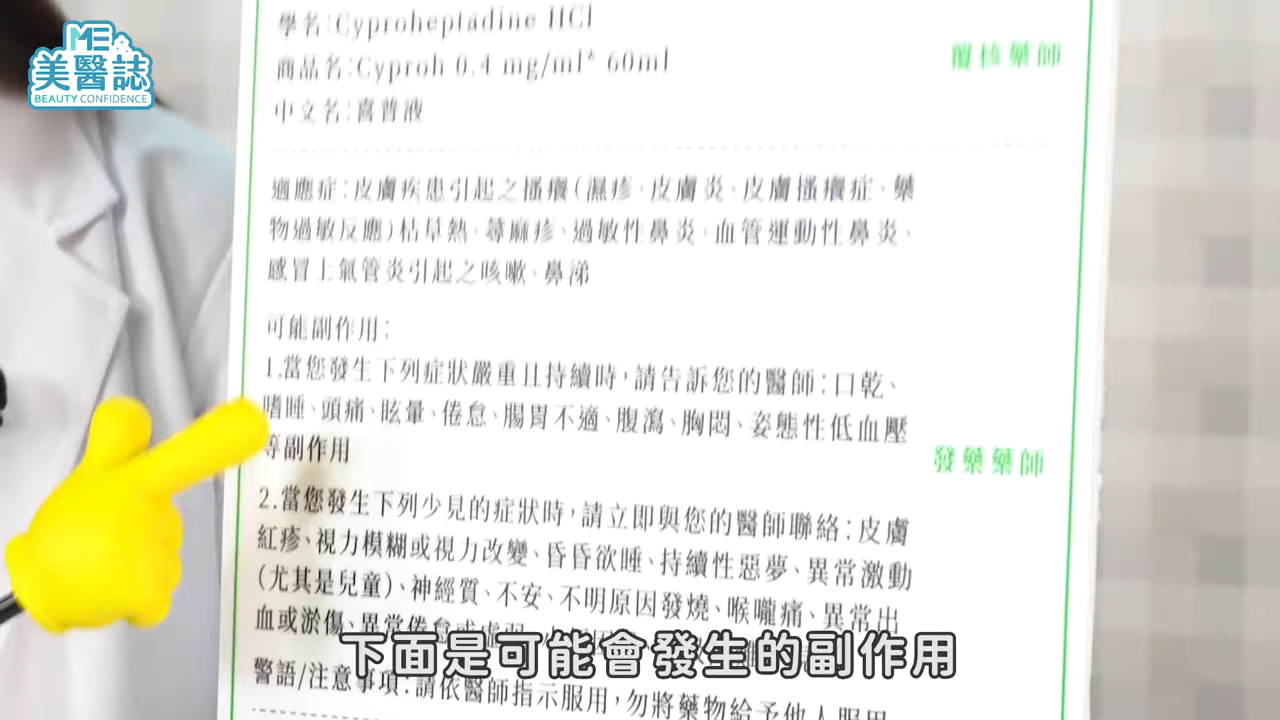 ME
美醫誌
BEAUTY CONFIDENCE
學名:Cyproheptadine HCl
商品名:Cyproh 0.4 mg/ml* 60ml
中文名:喜普液
覆核藥師
適應症:皮膚疾患引起之搔癢(濕疹、皮膚炎、皮膚搔癢症、藥
物過敏反應)枯草熱、蕁麻疹、過敏性鼻炎、血管運動性鼻炎、
感冒上氣管炎引起之咳嗽、鼻涕
可能副作用:
1.當您發生下列症狀嚴重且持續時,請告訴您的醫師:口乾、
嗜睡、頭痛、眩暈、倦怠、腸胃不適、腹瀉、胸悶、姿態性低血壓
等副作用
發藥藥師
2.當您發生下列少見的症狀時,請立即與您的醫師聯絡:皮膚
紅疹、視力模糊或視力改變、昏昏欲睡、持續性惡夢、異常激動
(尤其是兒童)、神經質、不安、不明原因發燒、喉嚨痛、異常出
血或淤傷、異常倦怠或虛弱
警語/注意事項:請依醫師指示服用,勿將藥物給予他人服用
下面是可能會發生的副作用